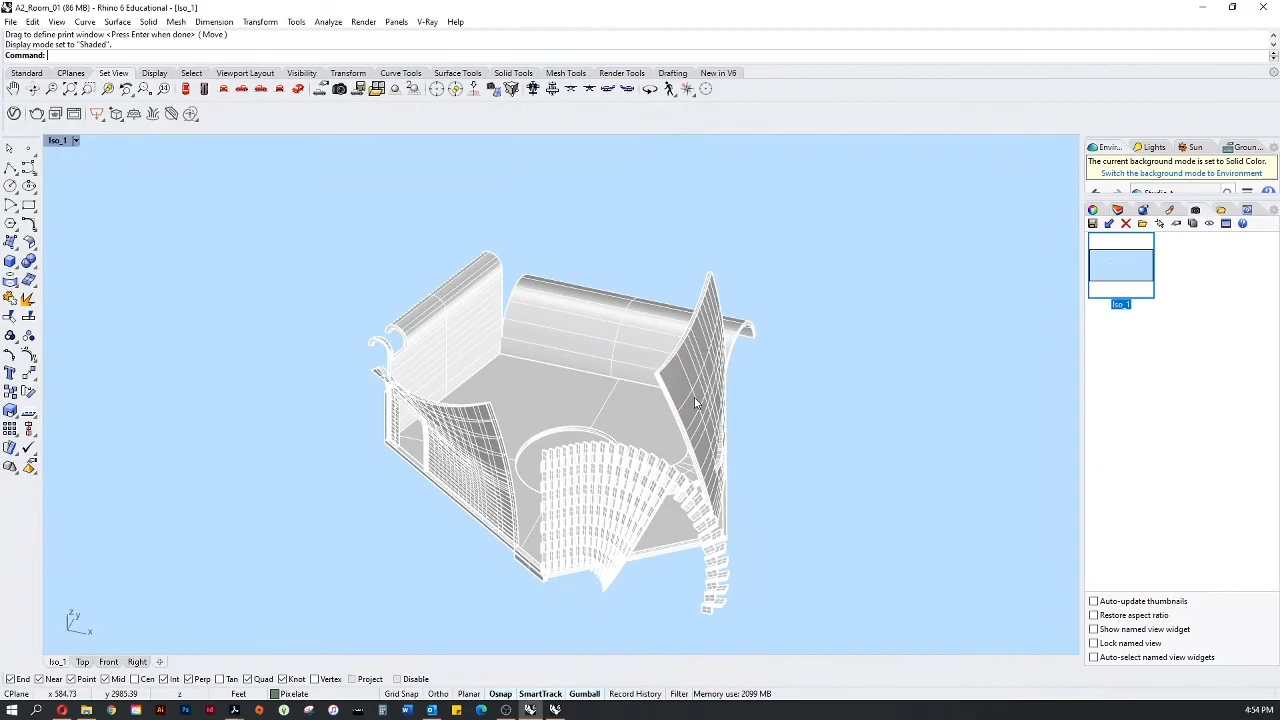 A2_Room_01 (86 MB) - Rhino 6 Educational - [Iso_1]
File Edit View Curve Surface Solid Mesh Dimension Transform Tools Analyze Render Panels V-Ray Help
Drag to define print window <Press Enter when done> ( Move )
Display mode set to "Shaded".
Command:
Standard CPlanes Set View Display Select Viewport Layout Visibility Transform Curve Tools Surface Tools Solid Tools Mesh Tools Render Tools Drafting New in V6
Iso_1
Envir... Lights Sun Groun...
The current background mode is set to Solid Color.
Switch the background mode to Environment
Iso_1
z y
x
Auto-update thumbnails
Restore aspect ratio
Show named view widget
Lock named view
Auto-select named view widgets
Iso_1 Top Front Right
End Near Point Mid Cen Int Perp Tan Quad Knot Vertex Project Disable
CPlane x 584.73 y 2985.39 z Feet Pixelate Grid Snap Ortho Planar Osnap SmartTrack Gumball Record History Filter Memory use: 2099 MB
4:54 PM